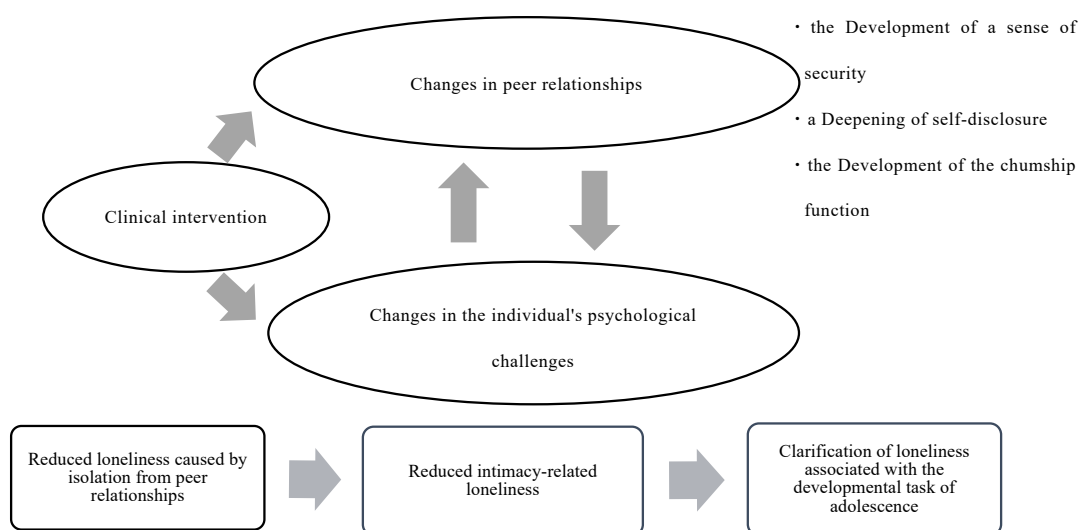 Changes in peer relationships
・the Development of a sense of
security
・a Deepening of self-disclosure
・the Development of the chumship
function
Clinical intervention
Changes in the individual's psychological
challenges
Reduced loneliness caused by
isolation from peer
relationships
Reduced intimacy-related
loneliness
Clarification of loneliness
associated with the
developmental task of
adolescence